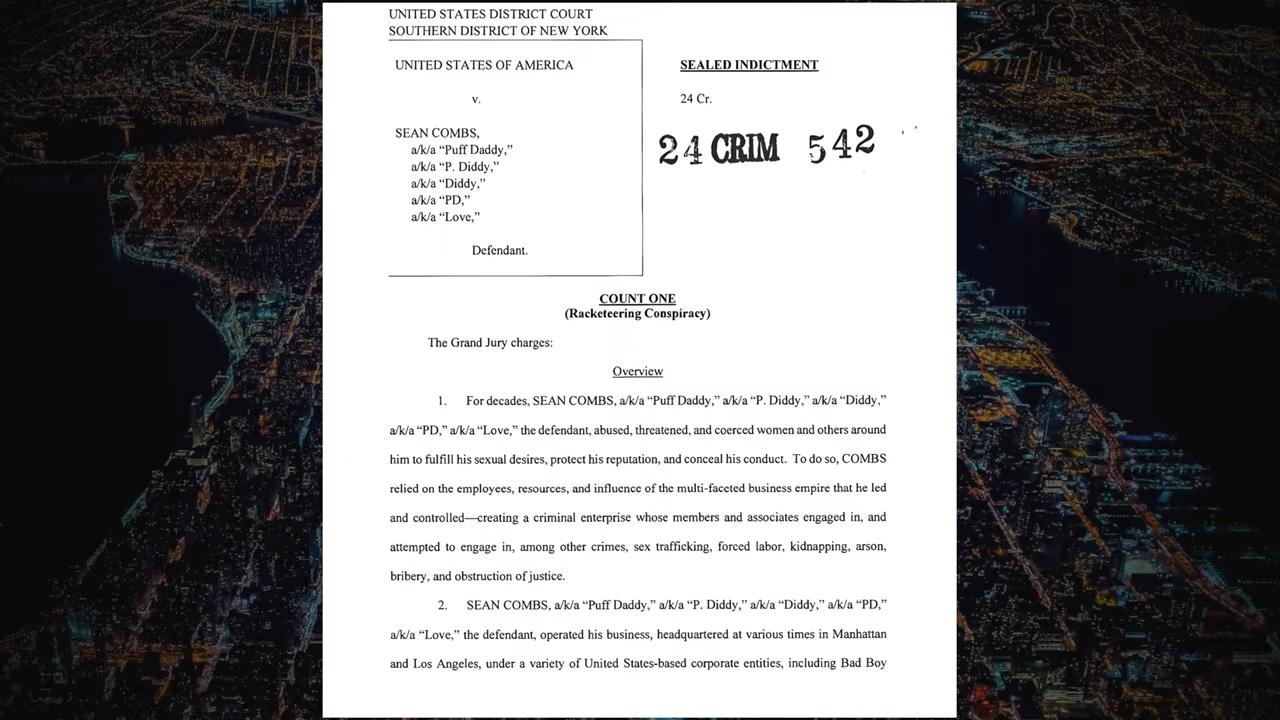 UNITED STATES DISTRICT COURT
SOUTHERN DISTRICT OF NEW YORK
UNITED STATES OF AMERICA
v.
SEAN COMBS,
a/k/a “Puff Daddy,”
a/k/a “P. Diddy,”
a/k/a “Diddy,”
a/k/a “PD,”
a/k/a “Love,”
Defendant.
SEALED INDICTMENT
24 Cr.
24 CRIM 542
COUNT ONE
(Racketeering Conspiracy)
The Grand Jury charges:
Overview
1. For decades, SEAN COMBS, a/k/a “Puff Daddy,” a/k/a “P. Diddy,” a/k/a “Diddy,”
a/k/a “PD,” a/k/a “Love,” the defendant, abused, threatened, and coerced women and others around
him to fulfill his sexual desires, protect his reputation, and conceal his conduct. To do so, COMBS
relied on the employees, resources, and influence of the multi-faceted business empire that he led
and controlled—creating a criminal enterprise whose members and associates engaged in, and
attempted to engage in, among other crimes, sex trafficking, forced labor, kidnapping, arson,
bribery, and obstruction of justice.
2. SEAN COMBS, a/k/a “Puff Daddy,” a/k/a “P. Diddy,” a/k/a “Diddy,” a/k/a “PD,”
a/k/a “Love,” the defendant, operated his business, headquartered at various times in Manhattan
and Los Angeles, under a variety of United States-based corporate entities, including Bad Boy